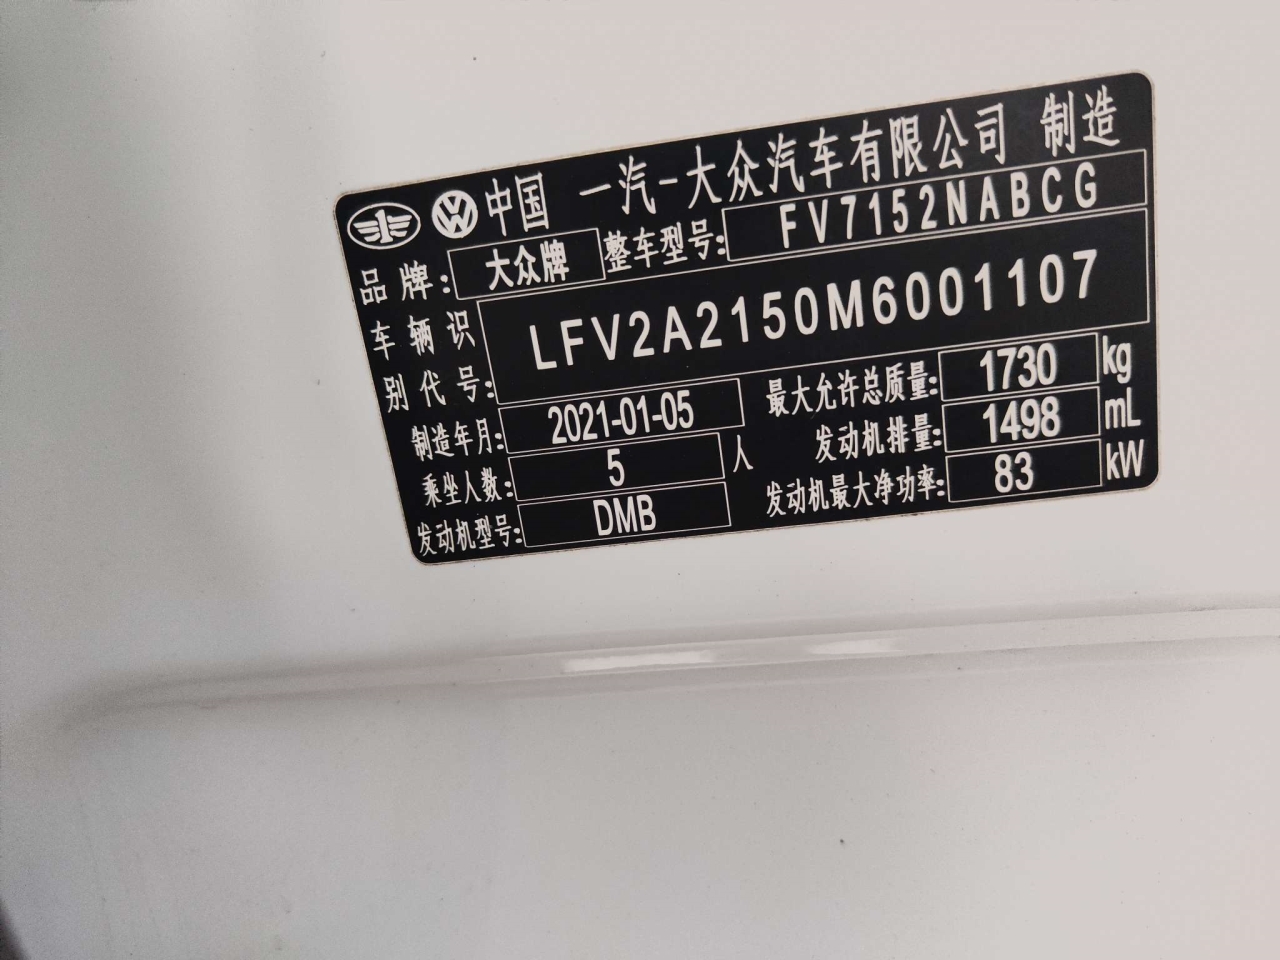 中国 一汽-大众汽车有限公司 制造
品牌: 大众牌 整车型号: FV7152NABCG
车辆识别代号: LFV2A2150M6001107
制造年月: 2021-01-05 最大允许总质量: 1730 kg
乘坐人数: 5 人 发动机排量: 1498 mL
发动机型号: DMB 发动机最大净功率: 83 kW